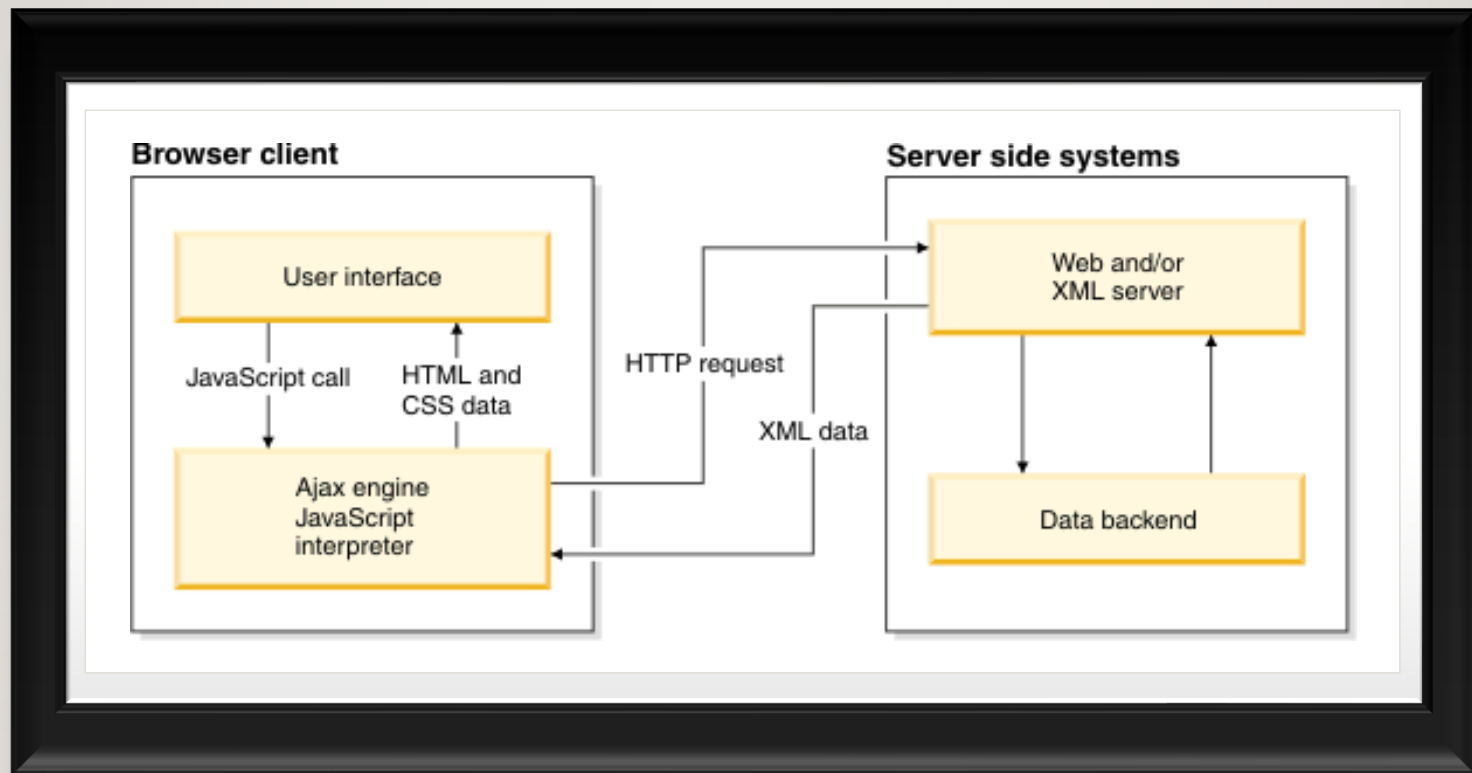 Browser client
User interface
JavaScript call
HTML and
CSS data
Ajax engine
JavaScript
interpreter
HTTP request
XML data
Server side systems
Web and/or
XML server
Data backend